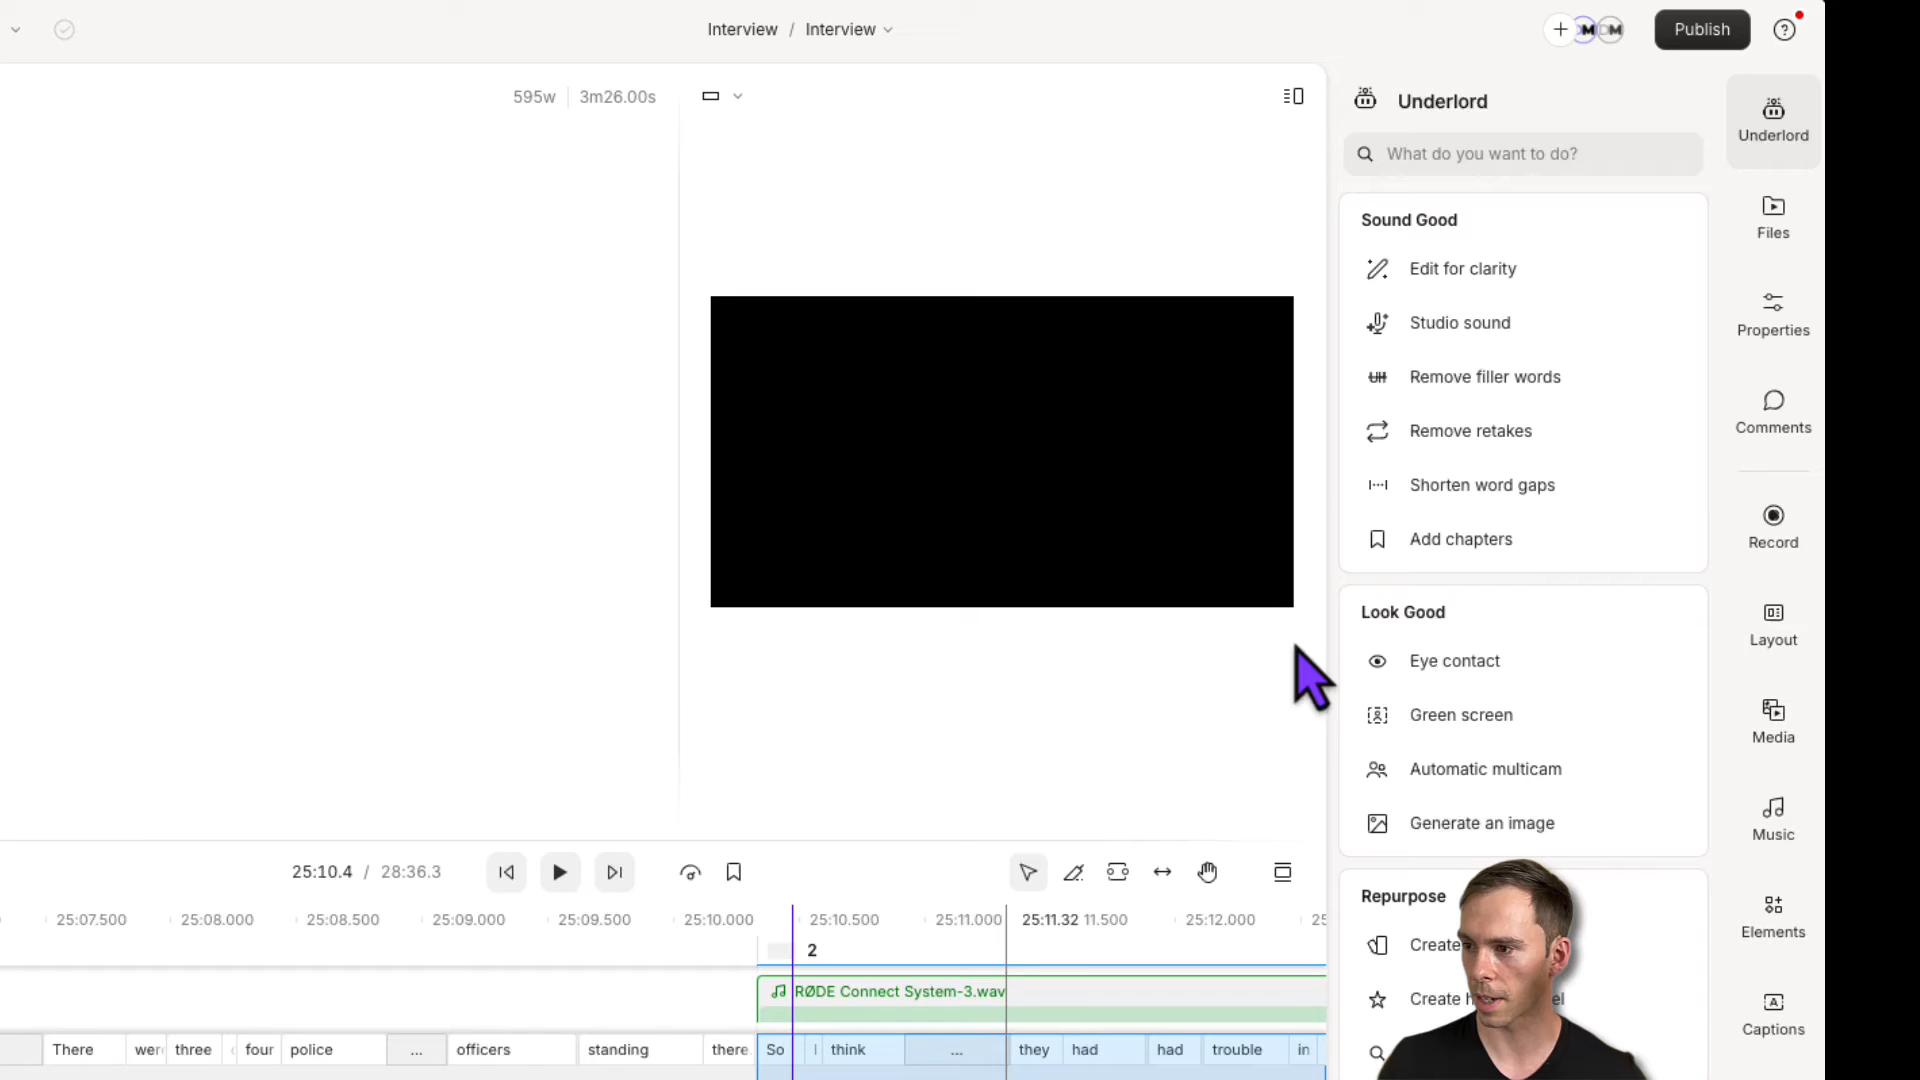 Interview / Interview
M M
Publish
595w 3m26.00s
Underlord
What do you want to do?
Sound Good
Edit for clarity
Studio sound
Remove filler words
Remove retakes
Shorten word gaps
Add chapters
Look Good
Eye contact
Green screen
Automatic multicam
Generate an image
Repurpose
Create
Create
Underlord
Files
Properties
Comments
Record
Layout
Media
Music
Elements
Captions
25:10.4 / 28:36.3
25:07.500 25:08.000 25:08.500 25:09.000 25:09.500 25:10.000 25:10.500 25:11.000 25:11.32 11.500 25:12.000 25
2
RØDE Connect System-3.wav
There wer three four police ... officers standing there So I think ... they had had trouble in